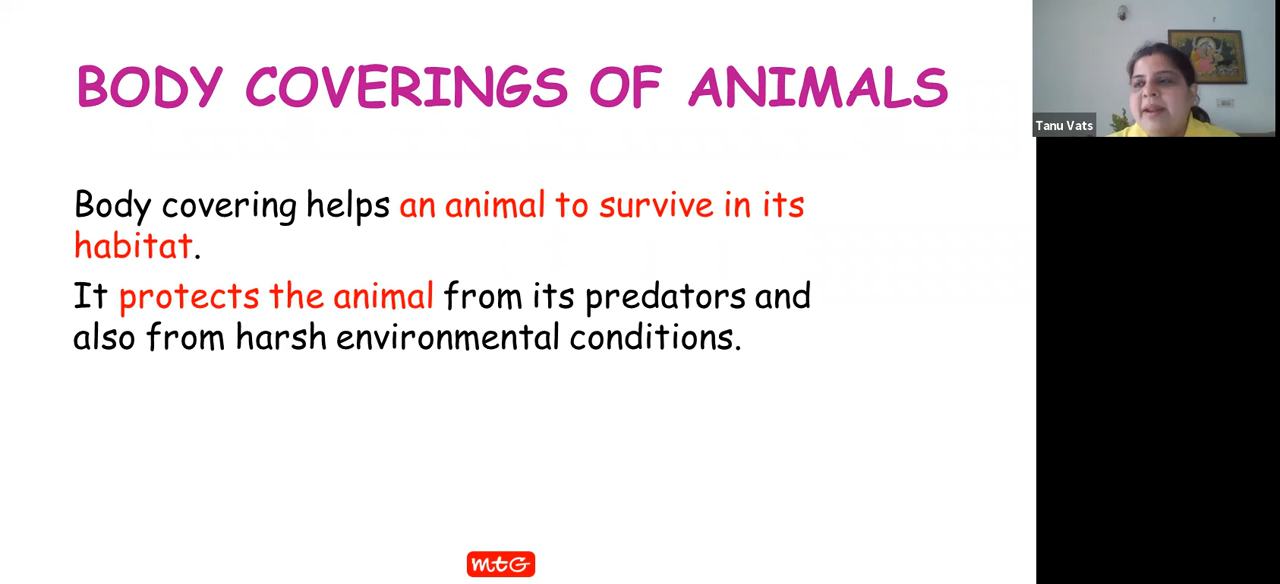 BODY COVERINGS OF ANIMALS
Body covering helps an animal to survive in its
habitat.
It protects the animal from its predators and
also from harsh environmental conditions.
Tanu Vats
mtG